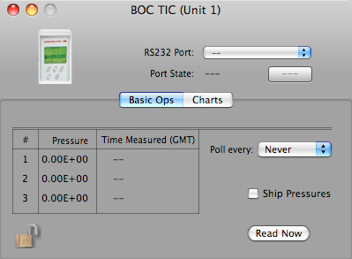 BOC TIC (Unit 1)
RS232 Port: --
Port State: --- ---
Basic Ops Charts
# Pressure Time Measured (GMT)
1 0.00E+00 --
2 0.00E+00 --
3 0.00E+00 --
Poll every: Never
Ship Pressures
Read Now